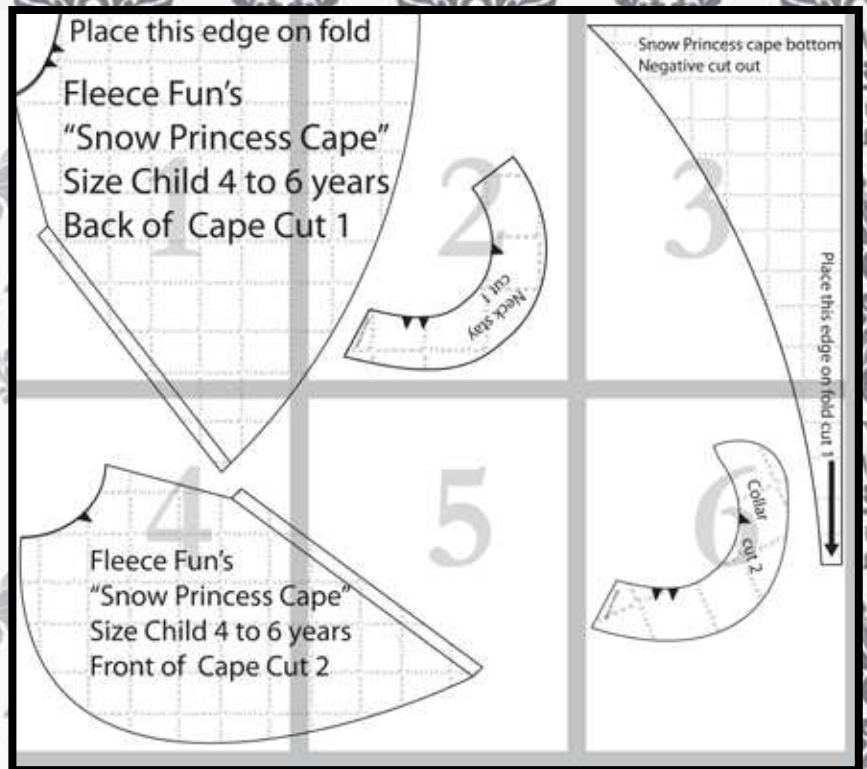 Place this edge on fold
Fleece Fun's
“Snow Princess Cape”
Size Child 4 to 6 years
Back of Cape Cut 1
1
2
Neck stay
cut 1
3
Snow Princess cape bottom
Negative cut out
Place this edge on fold cut 1
4
Fleece Fun's
“Snow Princess Cape”
Size Child 4 to 6 years
Front of Cape Cut 2
5
6
Collar
cut 2